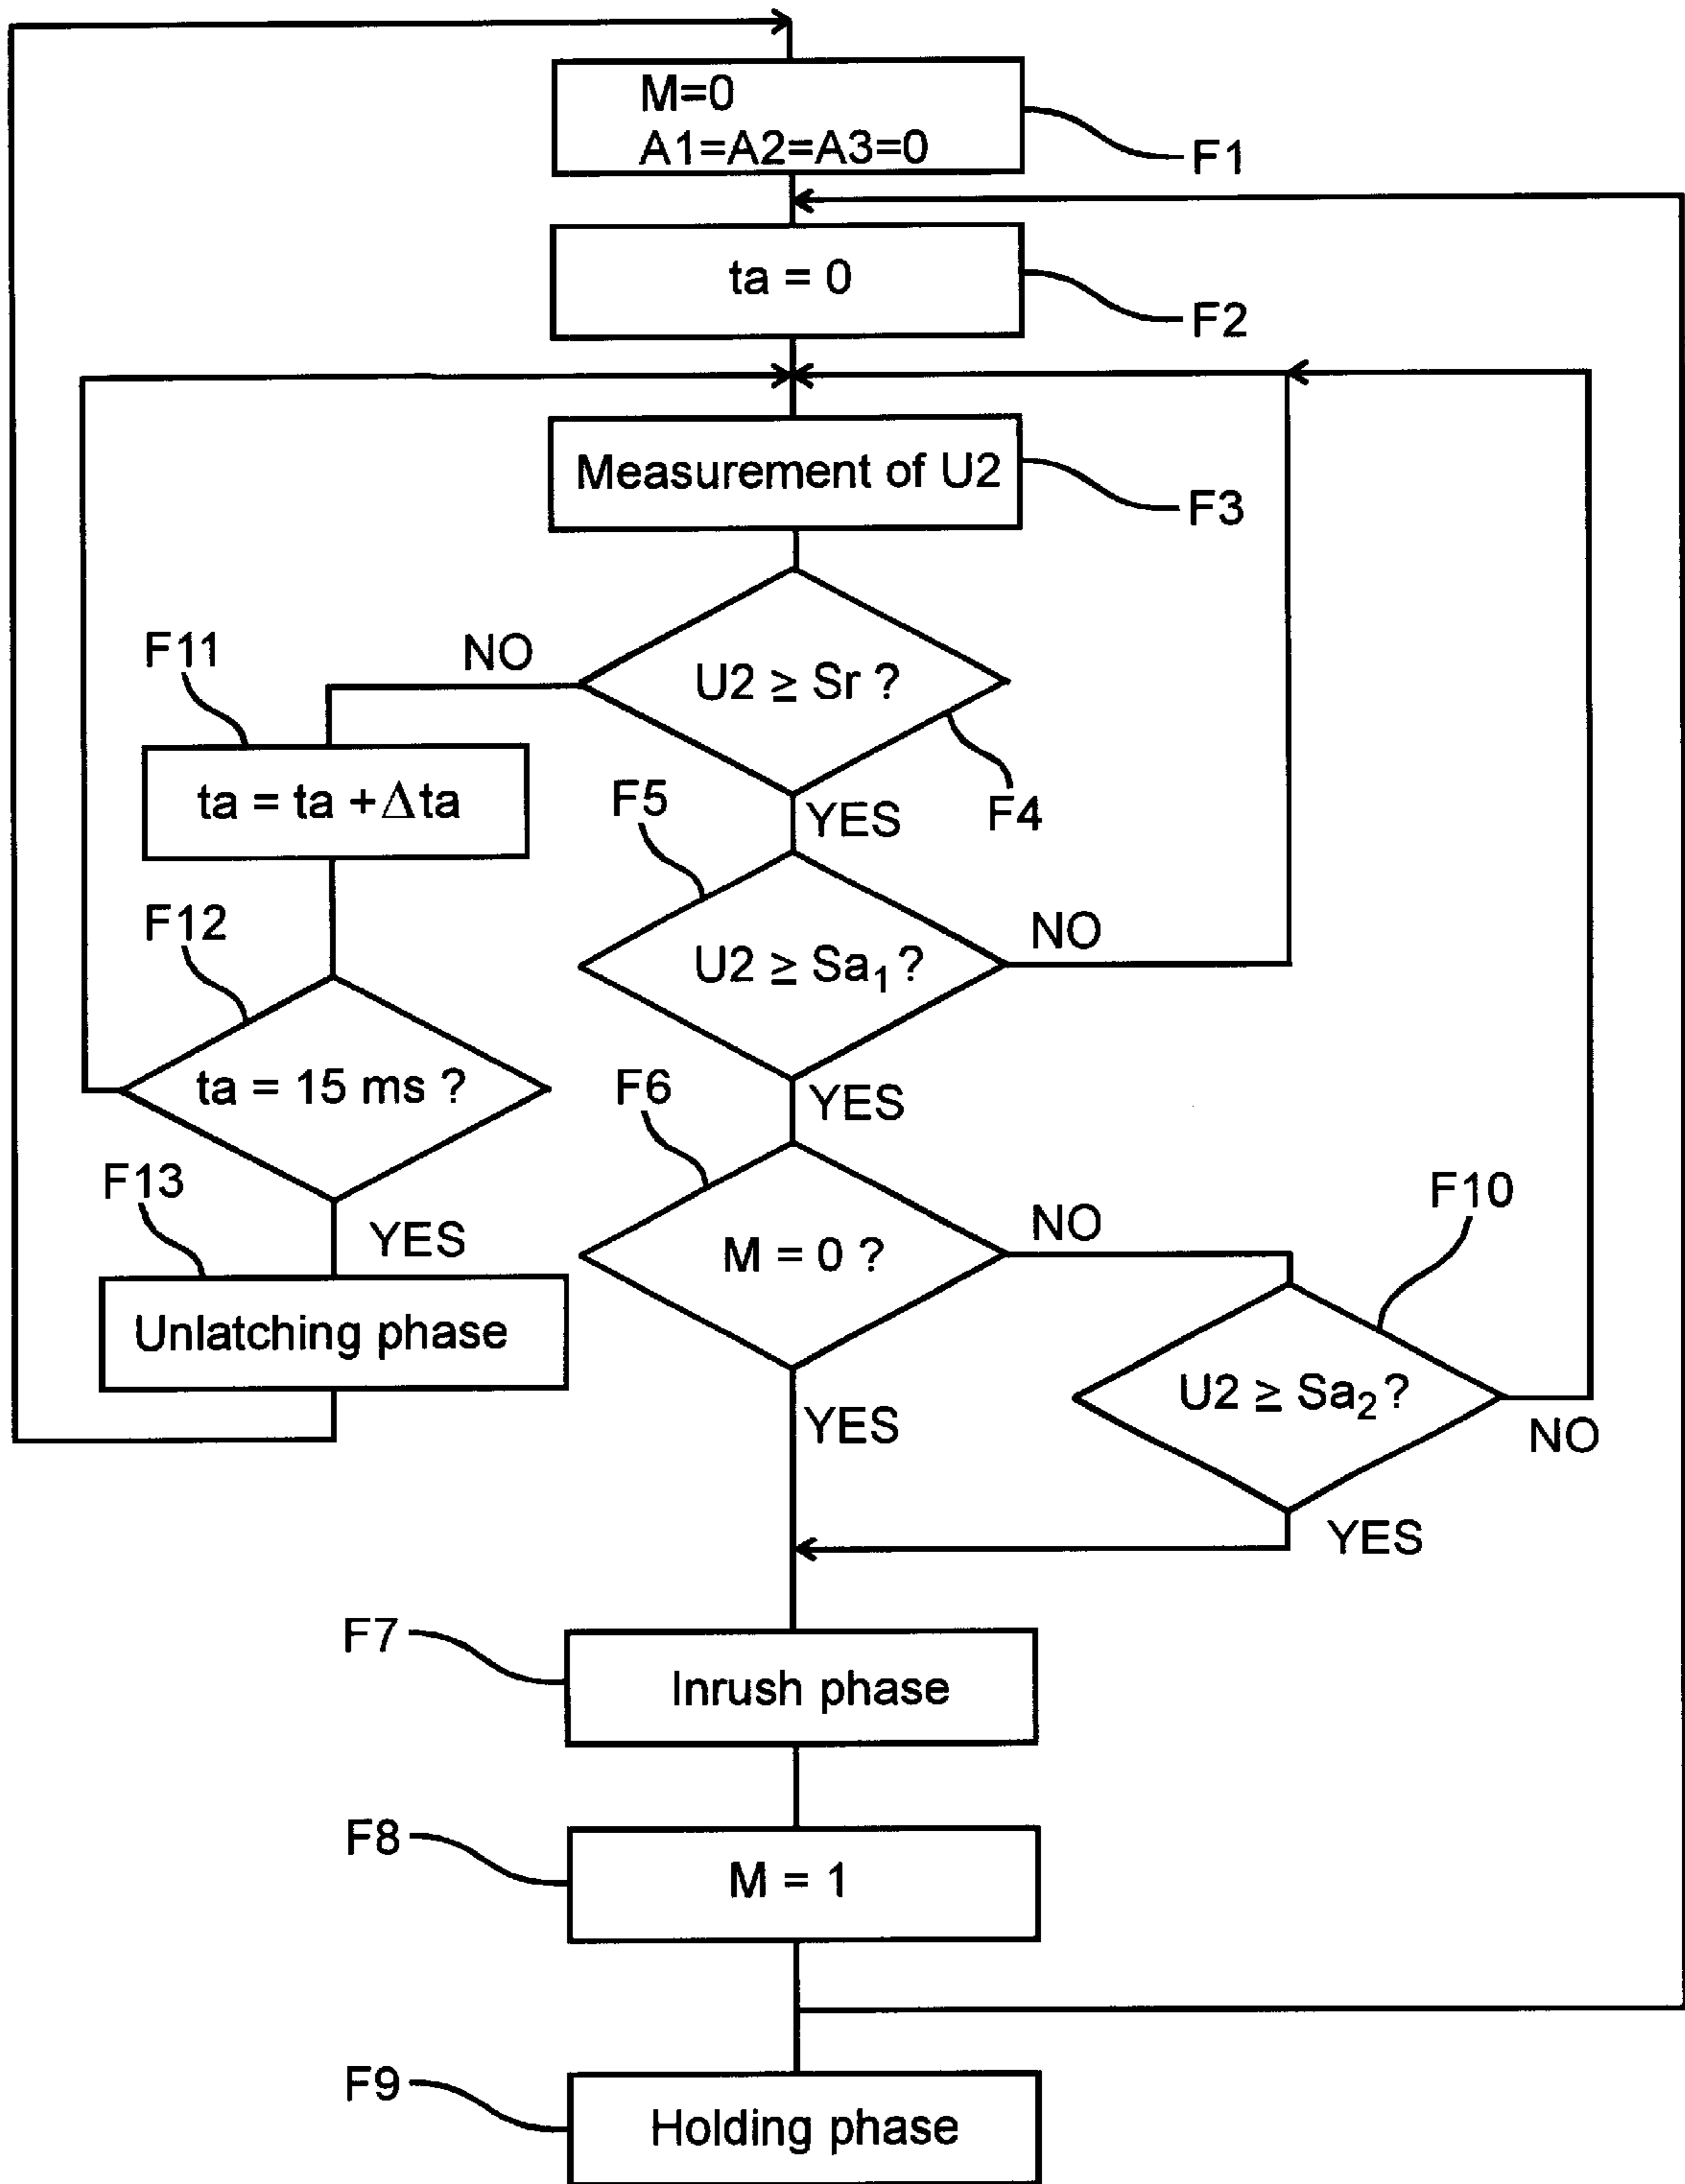 M=0
A1=A2=A3=0
F1
ta = 0
F2
Measurement of U2
F3
F11
NO
U2 ≥ Sr ?
F4
ta = ta + Δta
F5
YES
F12
U2 ≥ Sa₁ ?
NO
ta = 15 ms ?
F6
YES
F13
YES
M = 0 ?
NO
F10
Unlatching phase
YES
U2 ≥ Sa₂ ?
NO
YES
F7
Inrush phase
F8
M = 1
F9
Holding phase